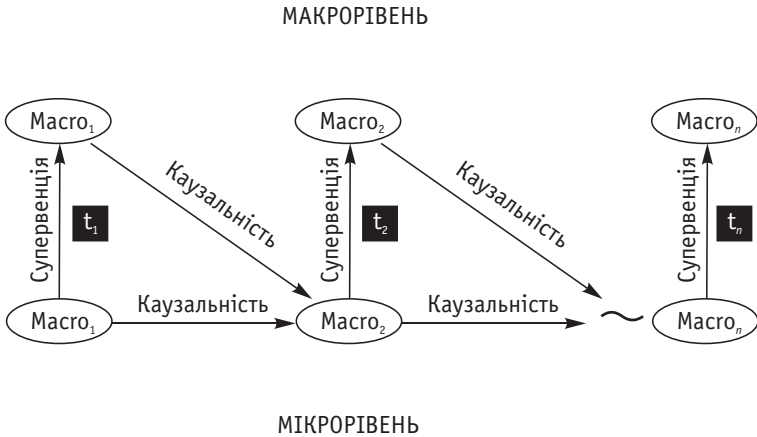 МАКРОРІВЕНЬ
Macro₁
Macro₂
Macroₙ
Супервенція
t₁
Каузальність
Супервенція
t₂
Каузальність
Супервенція
tₙ
Macro₁
Каузальність
Macro₂
Каузальність
Macroₙ
МІКРОРІВЕНЬ